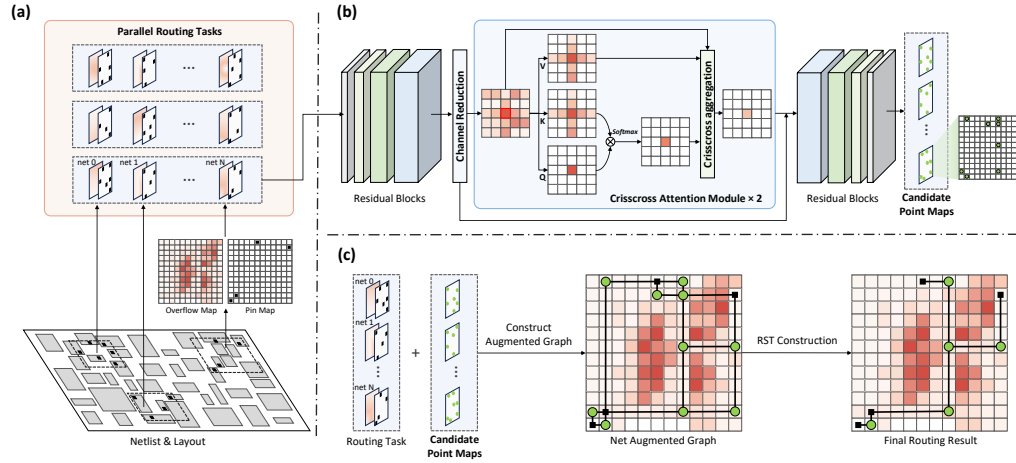 (a)
Parallel Routing Tasks
...
...
net 0
net 1
...
net N
Overflow Map
Pin Map
Netlist & Layout
(b)
Residual Blocks
Channel Reduction
V
K
Q
Softmax
Crisscross aggregation
Crisscross Attention Module × 2
Residual Blocks
Candidate
Point Maps
(c)
net 0
net 1
net N
Routing Task
+
Candidate
Point Maps
Construct
Augmented Graph
Net Augmented Graph
RST Construction
Final Routing Result